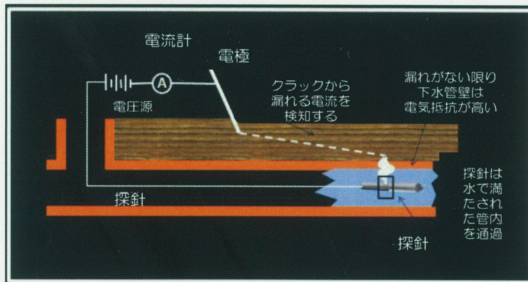 電流計
電極
A
電圧源
クラックから
漏れる電流を
検知する
漏れがない限り
下水管壁は
電気抵抗が高い
探針
探針は
水で満
たされ
た管内
を通過
探針